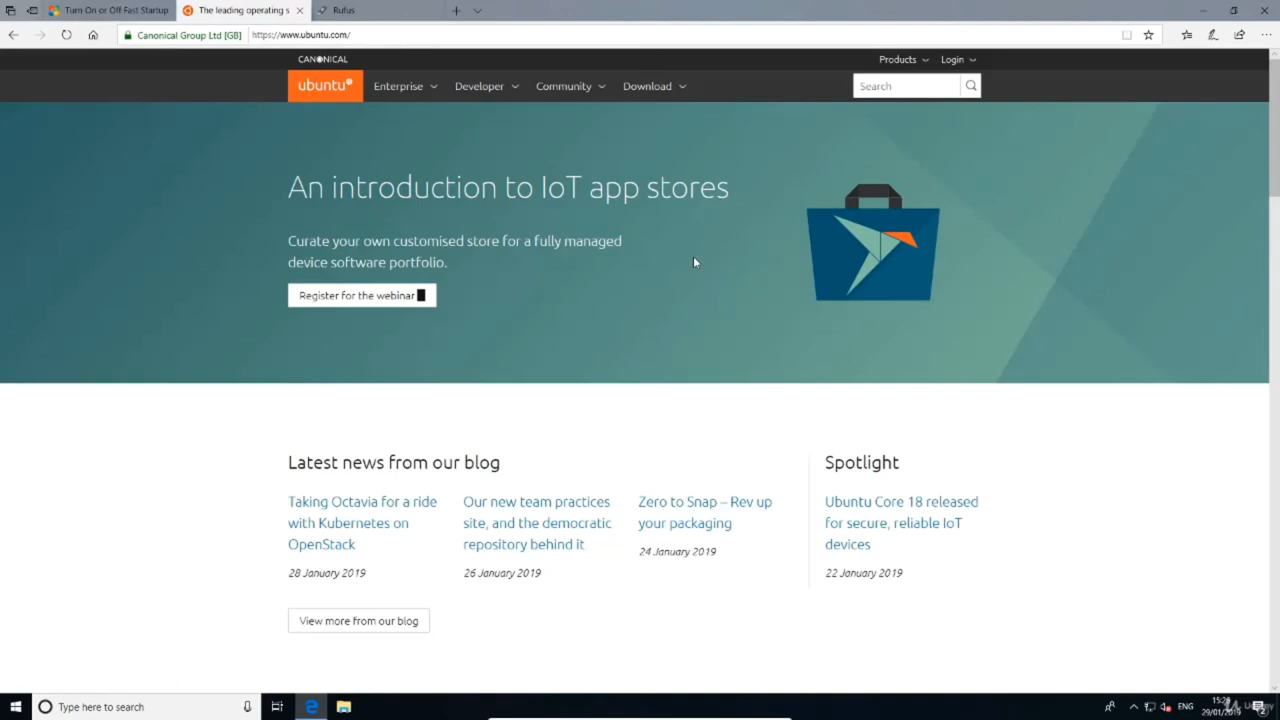 Turn On or Off Fast Startup
The leading operating s
Rufus
Canonical Group Ltd [GB]
https://www.ubuntu.com/
CANONICAL
Products
Login
ubuntu
Enterprise
Developer
Community
Download
Search
An introduction to IoT app stores
Curate your own customised store for a fully managed
device software portfolio.
Register for the webinar
Latest news from our blog
Spotlight
Taking Octavia for a ride
with Kubernetes on
OpenStack
28 January 2019
Our new team practices
site, and the democratic
repository behind it
26 January 2019
Zero to Snap – Rev up
your packaging
24 January 2019
Ubuntu Core 18 released
for secure, reliable IoT
devices
22 January 2019
View more from our blog
Type here to search
ENG
29/01/2019
Udemy